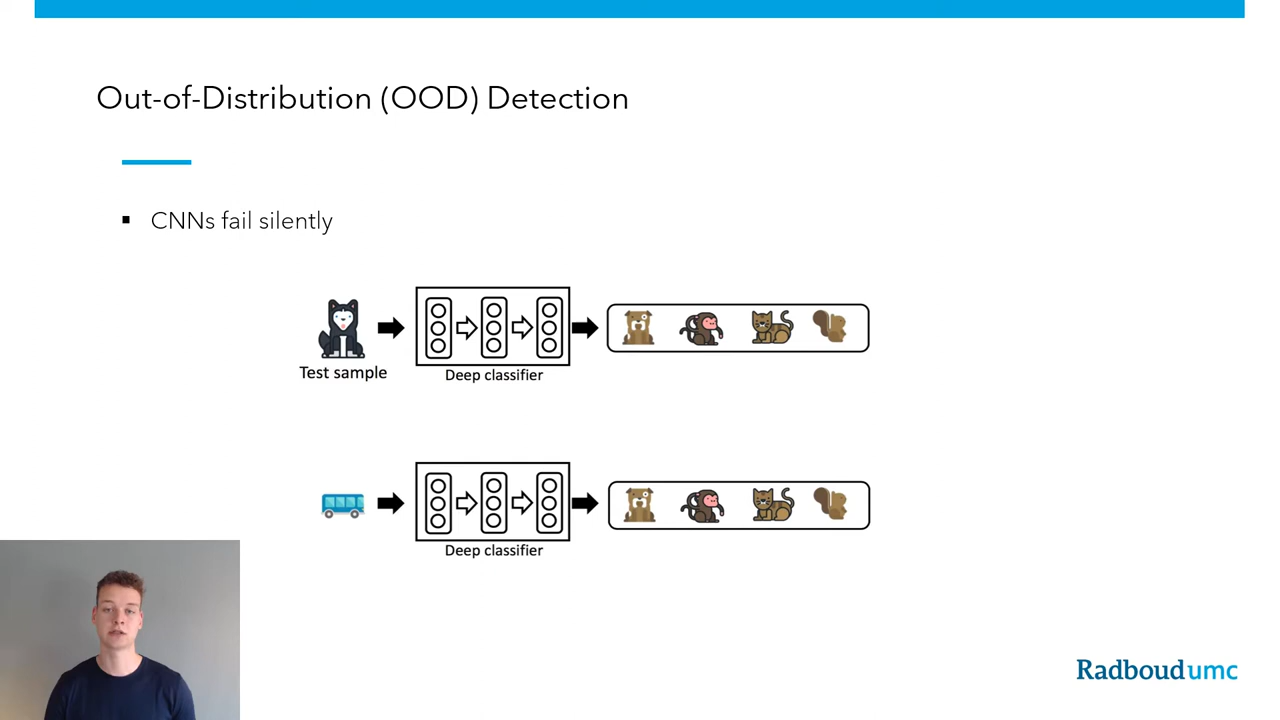 Out-of-Distribution (OOD) Detection
CNNs fail silently
Test sample
Deep classifier
Deep classifier
Radboudumc